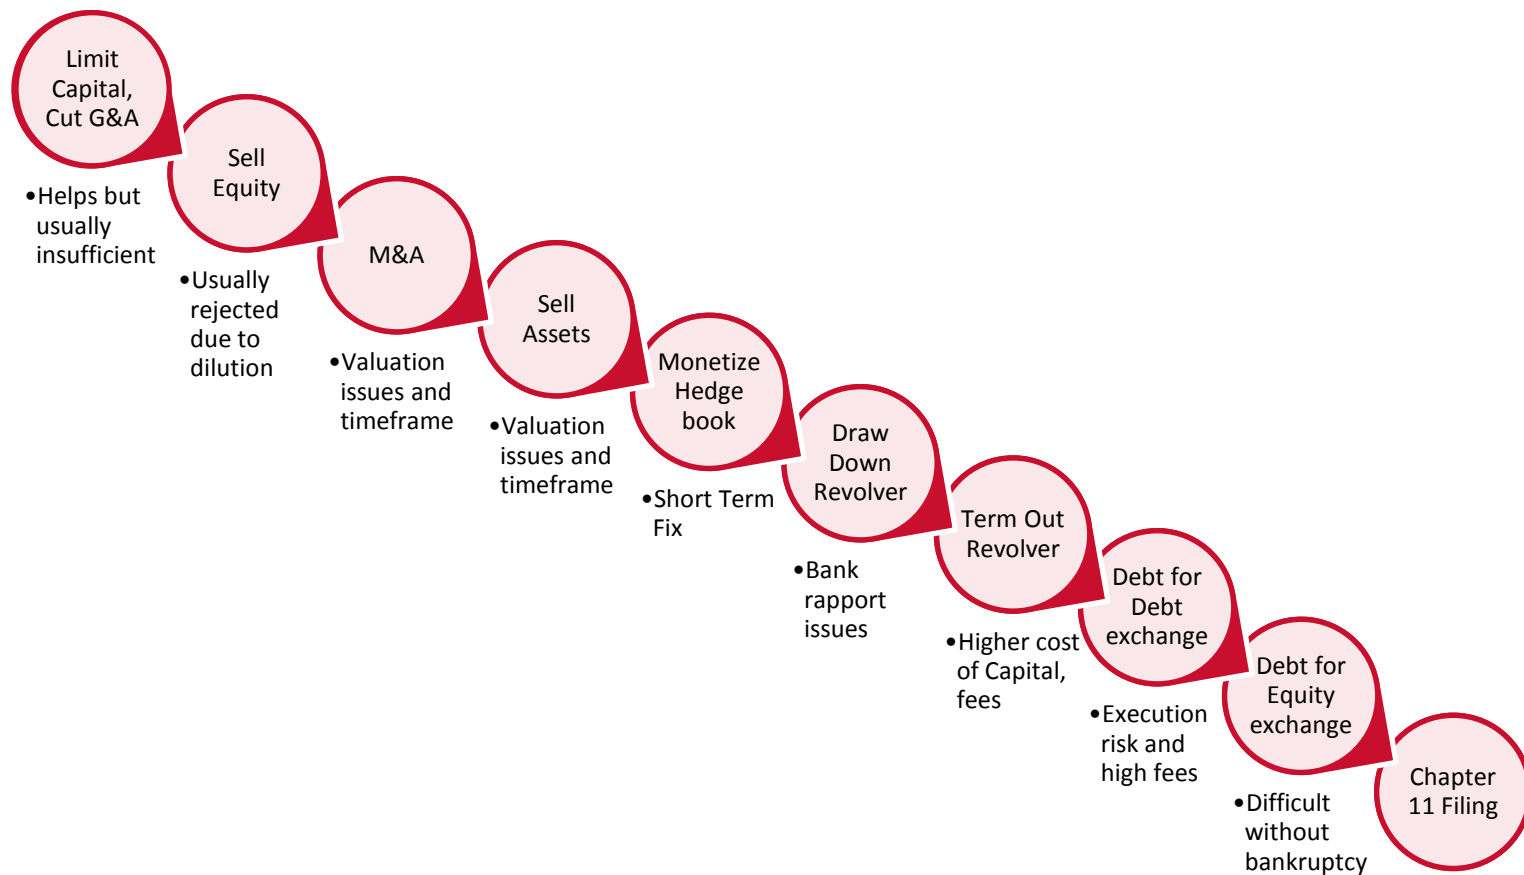 Limit
Capital,
Cut G&A
•Helps but
usually
insufficient
Sell
Equity
•Usually
rejected
due to
dilution
M&A
•Valuation
issues and
timeframe
Sell
Assets
•Valuation
issues and
timeframe
Monetize
Hedge
book
•Short Term
Fix
Draw
Down
Revolver
•Bank
rapport
issues
Term Out
Revolver
•Higher cost
of Capital,
fees
Debt for
Debt
exchange
•Execution
risk and
high fees
Debt for
Equity
exchange
•Difficult
without
bankruptcy
Chapter
11 Filing